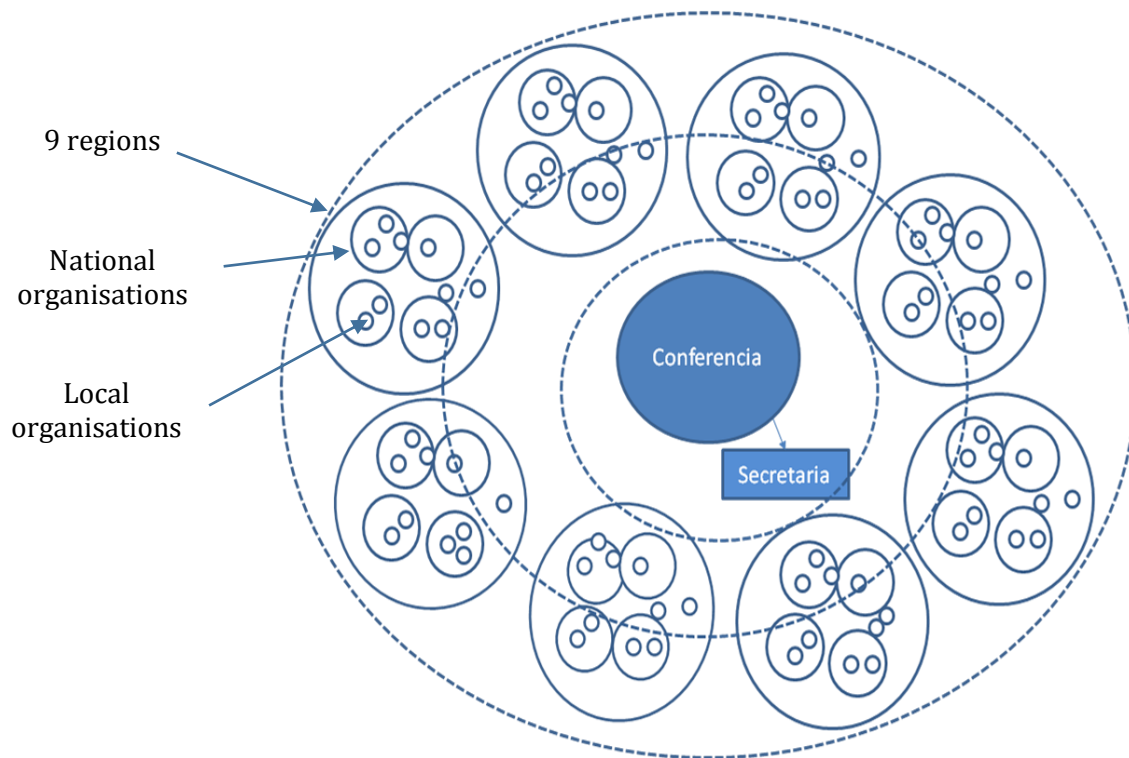 9 regions
National
organisations
Local
organisations
Conferencia
Secretaria